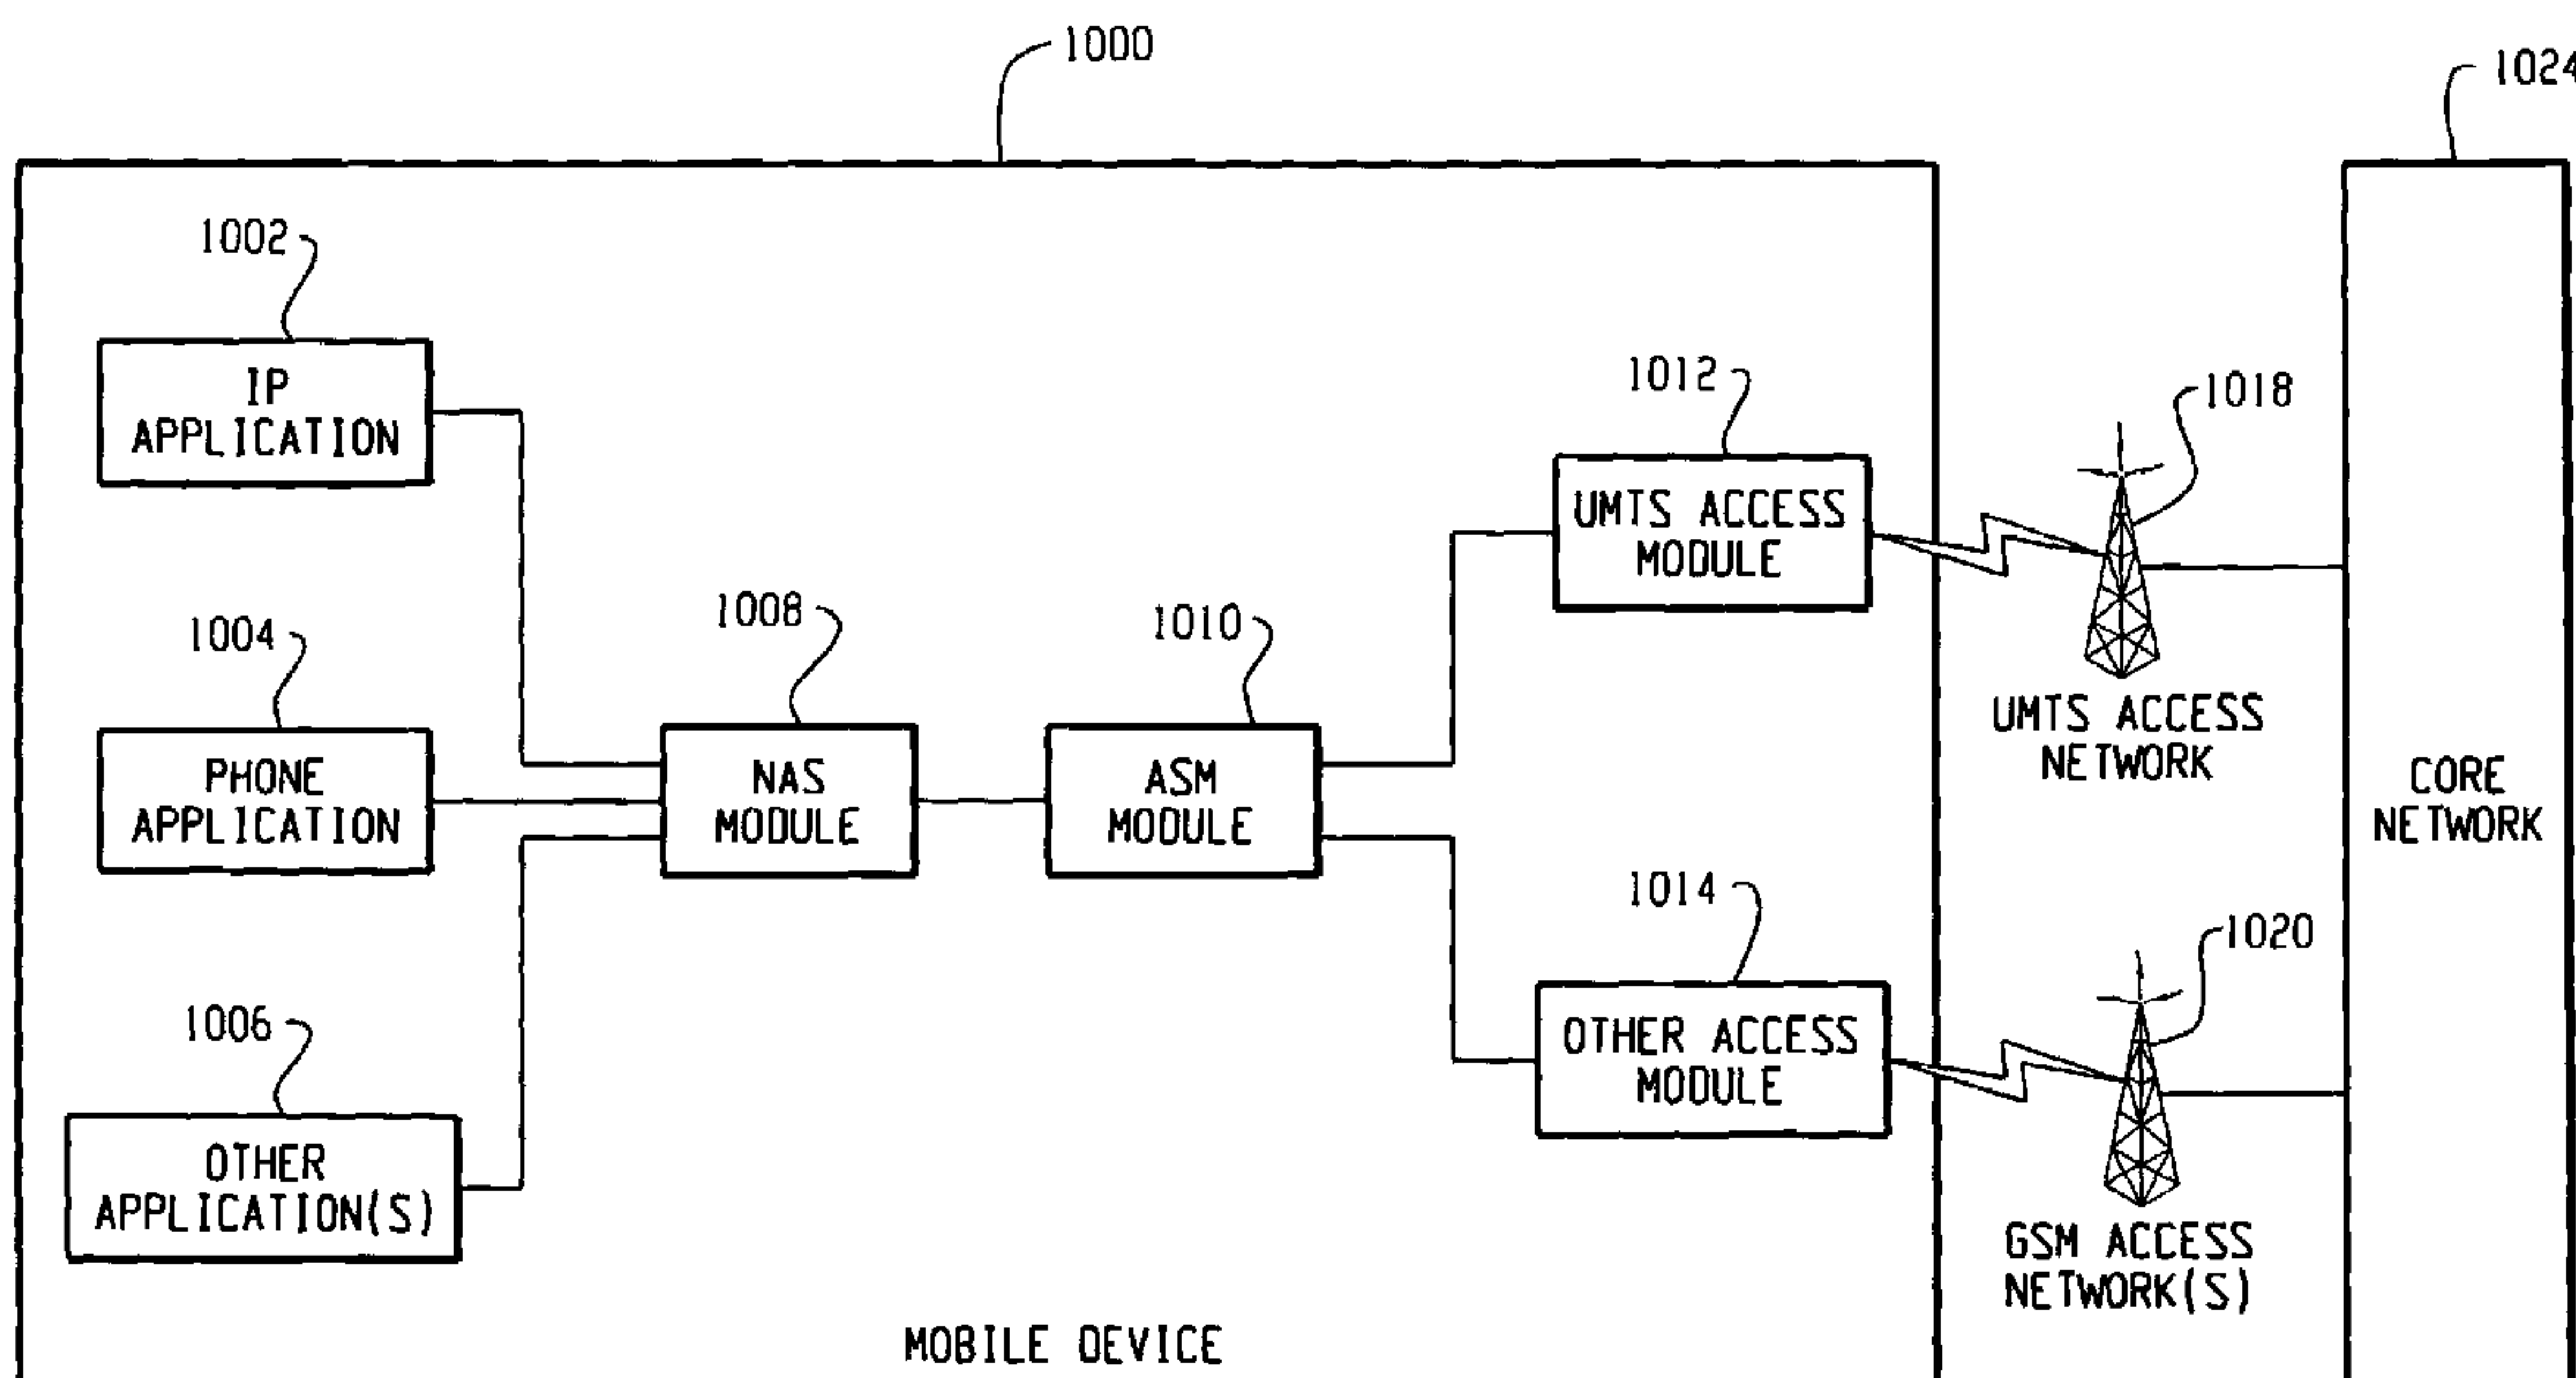 1000
1024
1002
IP
APPLICATION
1012
1018
UMTS ACCESS
MODULE
1004
1008
1010
UMTS ACCESS
NETWORK
PHONE
APPLICATION
NAS
MODULE
ASM
MODULE
CORE
NETWORK
1014
1020
1006
OTHER ACCESS
MODULE
OTHER
APPLICATION(S)
GSM ACCESS
NETWORK(S)
MOBILE DEVICE